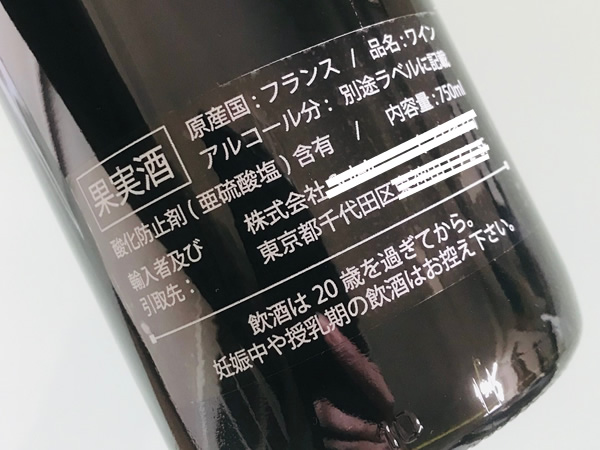 原産国：フランス / 品名：ワイン
アルコール分：別途ラベルに記載
果実酒
酸化防止剤(亜硫酸塩)含有 / 内容量：750ml
輸入者及び
引取先：
株式会社
東京都千代田区
飲酒は20歳を過ぎてから。
妊娠中や授乳期の飲酒はお控え下さい。